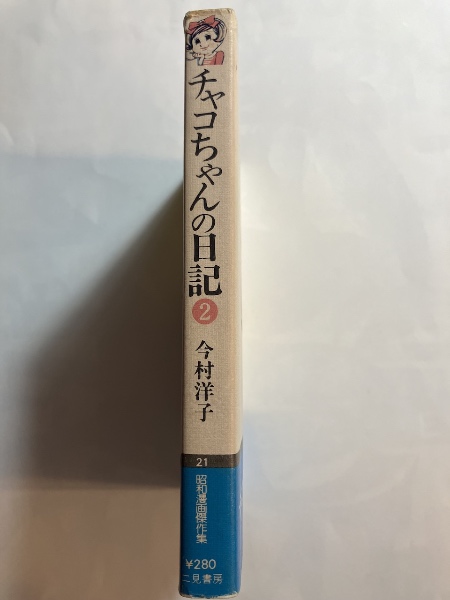 チャコちゃんの日記
2
今村洋子
21
昭和漫画傑作集
¥280
二見書房